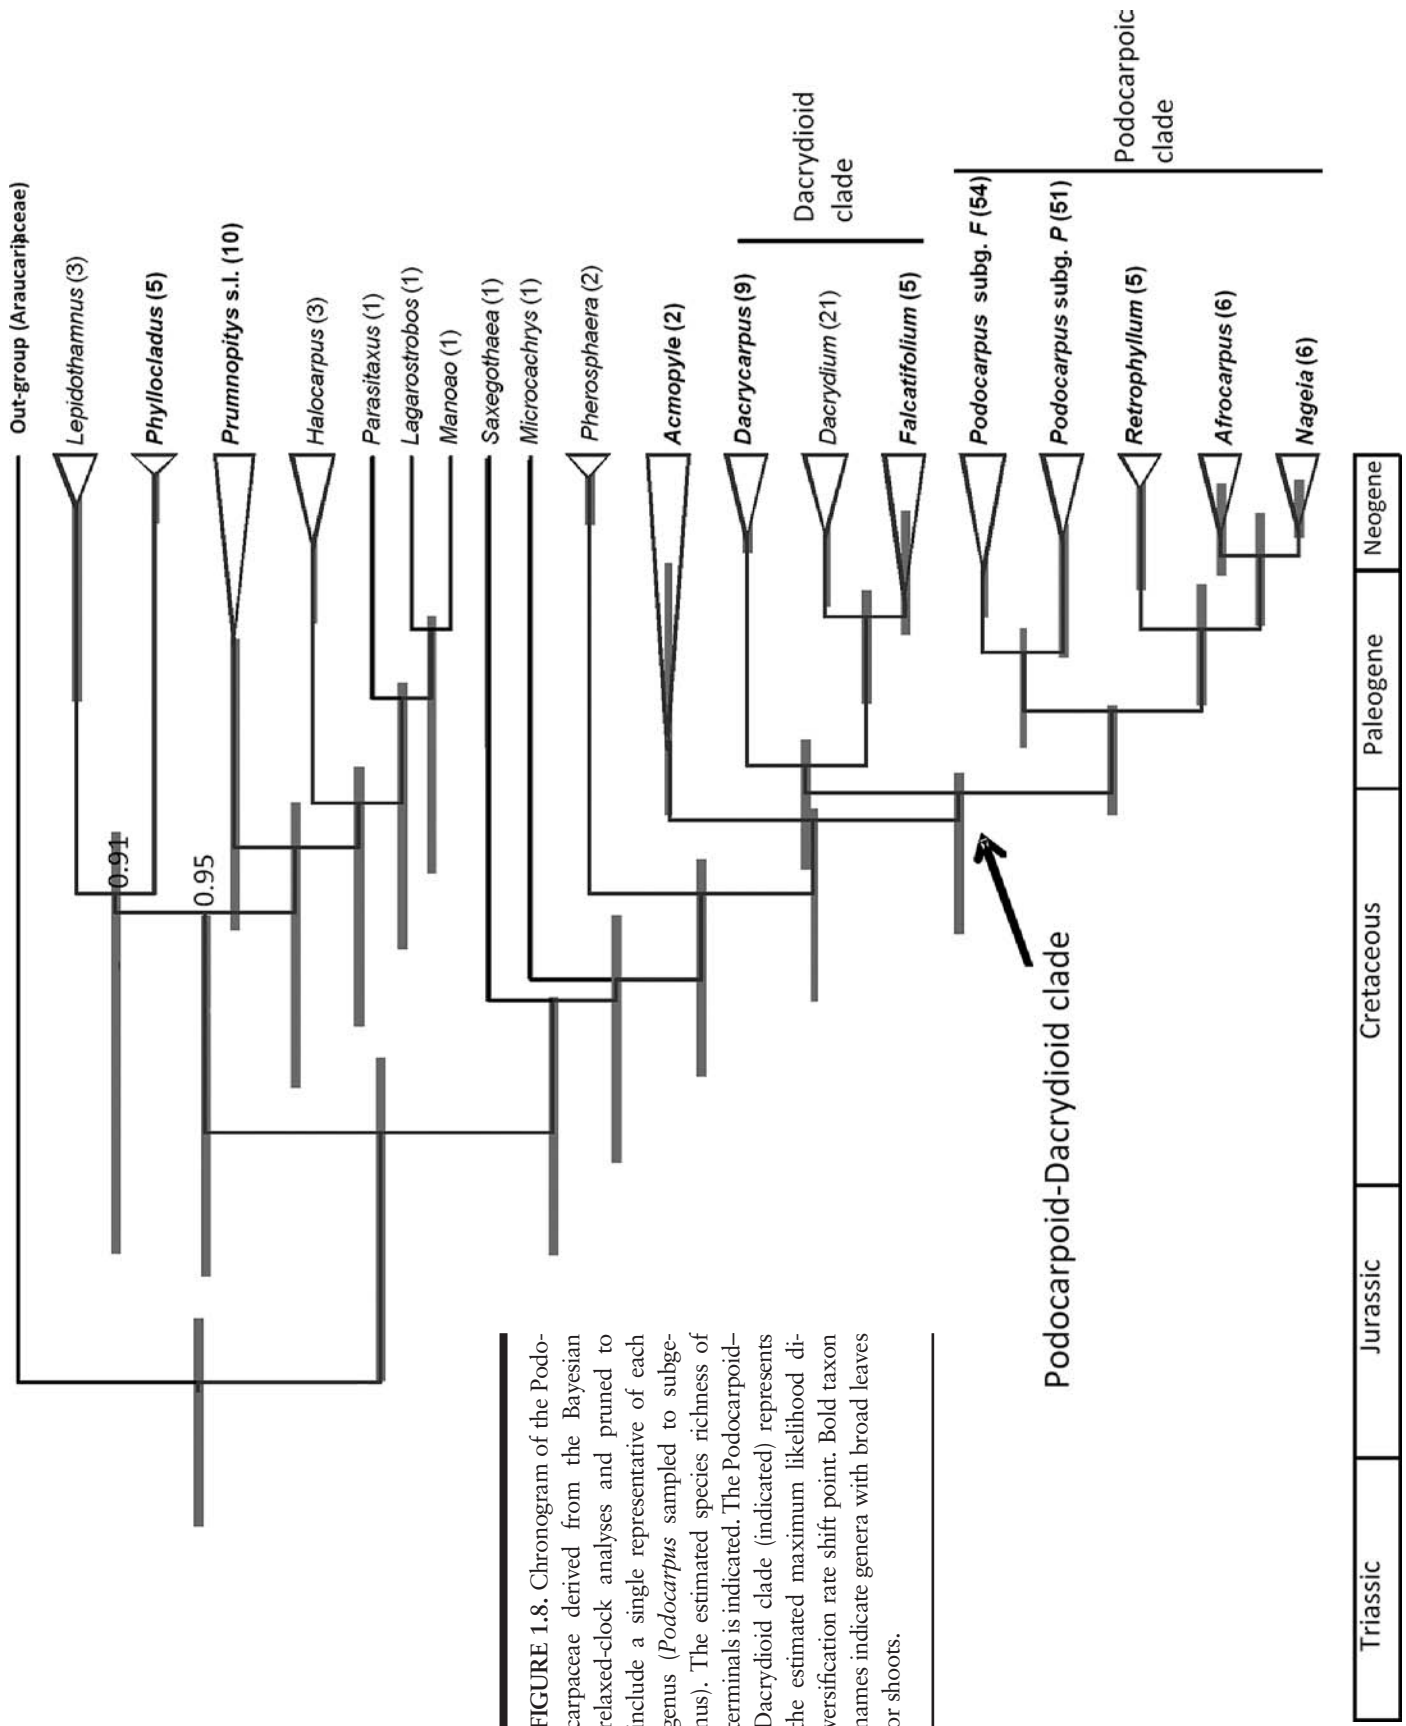 Out-group (Araucariaceae)
Lepidothamnus (3)
Phyllocladus (5)
Prumnopitys s.l. (10)
Halocarpus (3)
Parasitaxus (1)
Lagarostrobos (1)
Manoao (1)
Saxegothaea (1)
Microcachrys (1)
Pherosphaera (2)
Acmopyle (2)
Dacrycarpus (9)
Dacrydium (21)
Falcatifolium (5)
Podocarpus subg. F (54)
Podocarpus subg. P (51)
Retrophyllum (5)
Afrocarpus (6)
Nageia (6)
Dacrydioid
clade
Podocarpoic
clade
0.91
0.95
Podocarpoid-Dacrydioid clade
Triassic
Jurassic
Cretaceous
Paleogene
Neogene
FIGURE 1.8. Chronogram of the Podo-
carpaceae derived from the Bayesian
relaxed-clock analyses and pruned to
include a single representative of each
genus (Podocarpus sampled to subge-
nus). The estimated species richness of
terminals is indicated. The Podocarpoid–
Dacrydioid clade (indicated) represents
the estimated maximum likelihood di-
versification rate shift point. Bold taxon
names indicate genera with broad leaves
or shoots.